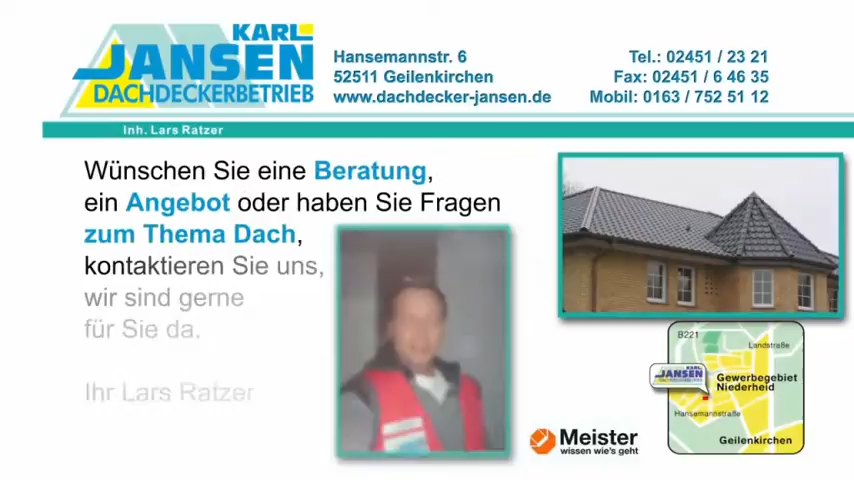 KARL
JANSEN
DACHDECKERBETRIEB
Hansemannstr. 6
52511 Geilenkirchen
www.dachdecker-jansen.de
Tel.: 02451 / 23 21
Fax: 02451 / 6 46 35
Mobil: 0163 / 752 51 12
Inh. Lars Ratzer
Wünschen Sie eine Beratung,
ein Angebot oder haben Sie Fragen
zum Thema Dach,
kontaktieren Sie uns,
wir sind gerne
für Sie da.
Ihr Lars Ratzer
Meister
wissen wie's geht
B221
Landstraße
JANSEN
Gewerbegebiet
Niederheid
Hansemannstraße
Geilenkirchen